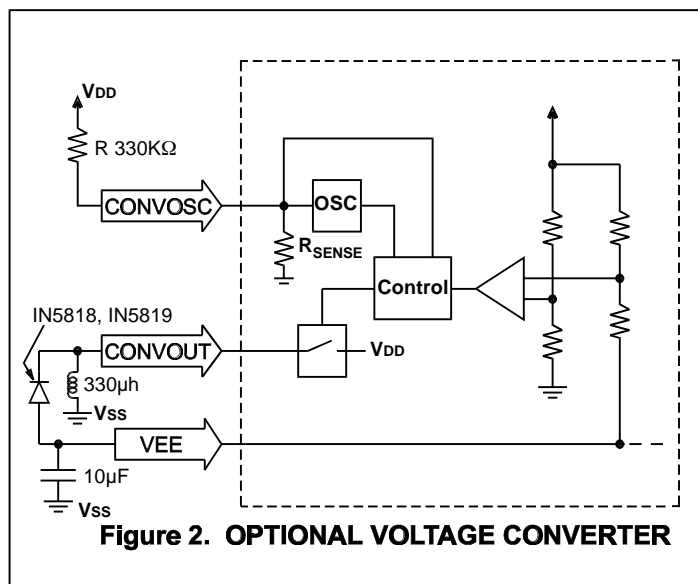 VDD
R 330KΩ
CONVOSC
OSC
RSENSE
Control
IN5818, IN5819
CONVOUT
VDD
330µh
VSS
VEE
10µF
VSS
Figure 2. OPTIONAL VOLTAGE CONVERTER